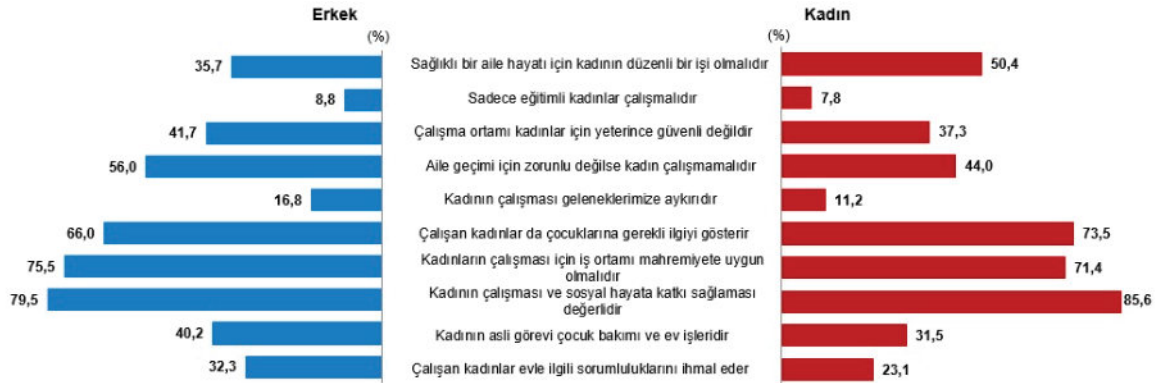 Erkek Kadın
(%) (%)
35,7 Sağlıklı bir aile hayatı için kadının düzenli bir işi olmalıdır 50,4
8,8 Sadece eğitimli kadınlar çalışmalıdır 7,8
41,7 Çalışma ortamı kadınlar için yeterince güvenli değildir 37,3
56,0 Aile geçimi için zorunlu değilse kadın çalışmamalıdır 44,0
16,8 Kadının çalışması geleneklerimize aykırıdır 11,2
66,0 Çalışan kadınlar da çocuklarına gerekli ilgiyi gösterir 73,5
75,5 Kadınların çalışması için iş ortamı mahremiyete uygun 71,4
olmalıdır
79,5 Kadının çalışması ve sosyal hayata katkı sağlaması 85,6
değerlidir
40,2 Kadının asli görevi çocuk bakımı ve ev işleridir 31,5
32,3 Çalışan kadınlar evle ilgili sorumluluklarını ihmal eder 23,1